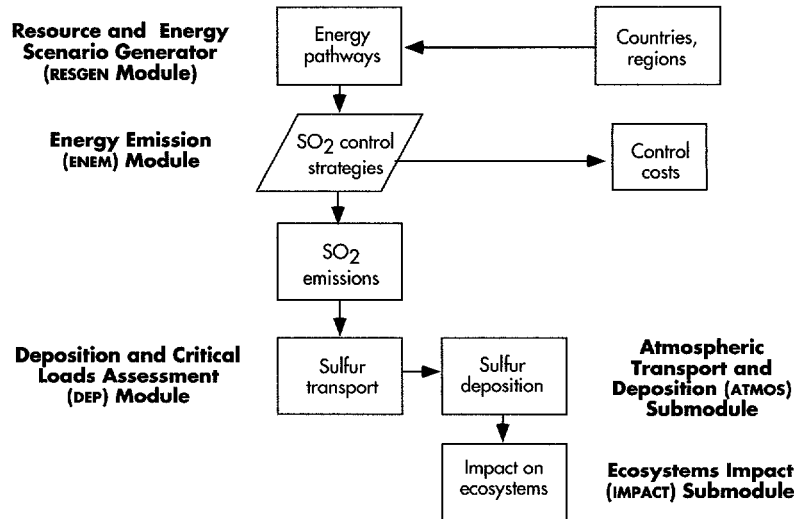 Resource and Energy
Scenario Generator
(RESGEN Module)
Energy
pathways
Countries,
regions
Energy Emission
(ENEM) Module
SO2 control
strategies
Control
costs
SO2
emissions
Deposition and Critical
Loads Assessment
(DEP) Module
Sulfur
transport
Sulfur
deposition
Atmospheric
Transport and
Deposition (ATMOS)
Submodule
Impact on
ecosystems
Ecosystems Impact
(IMPACT) Submodule